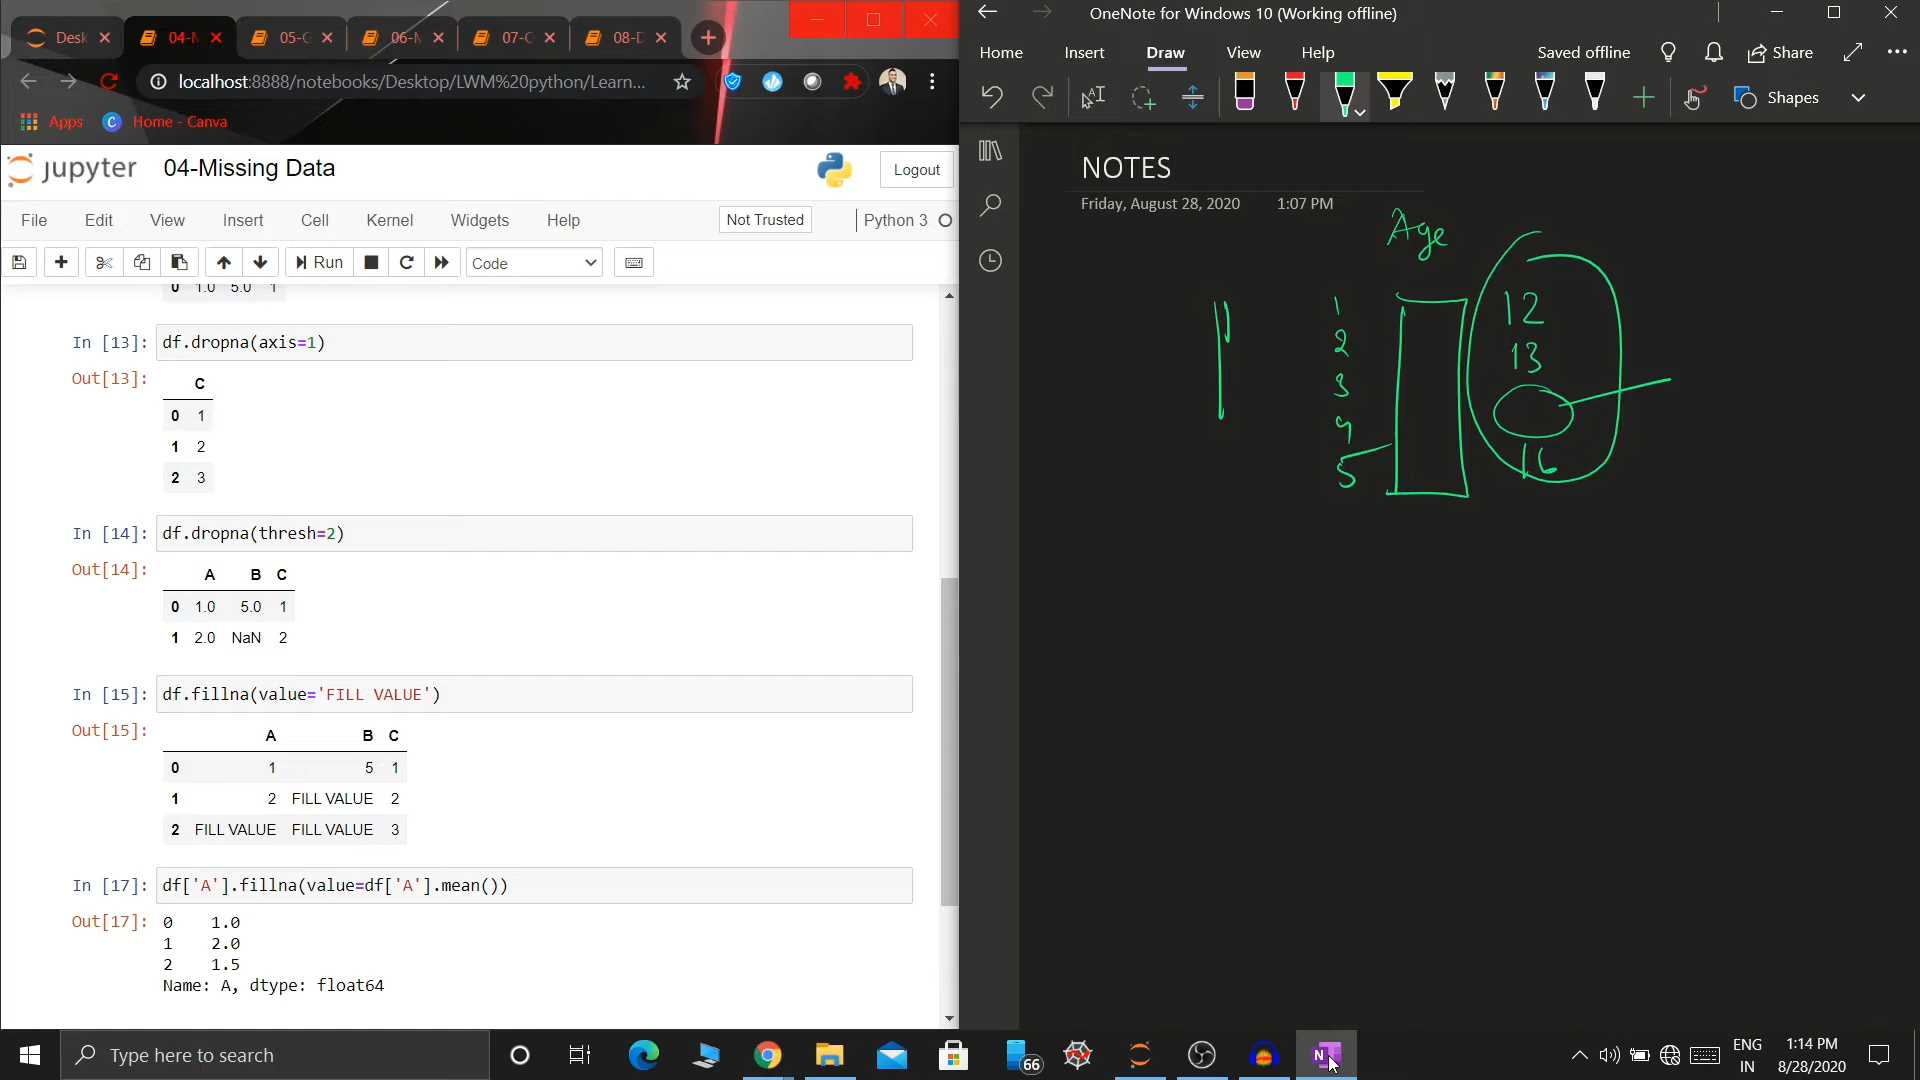 Desk
04-M
05-G
06-M
07-C
08-D
localhost:8888/notebooks/Desktop/LWM%20python/Learn...
Apps
Home - Canva
jupyter
04-Missing Data
Logout
File Edit View Insert Cell Kernel Widgets Help
Not Trusted
Python 3
Run
Code
0 1.0 5.0 1
In [13]: df.dropna(axis=1)
Out[13]:
C
0 1
1 2
2 3
In [14]: df.dropna(thresh=2)
Out[14]:
A B C
0 1.0 5.0 1
1 2.0 NaN 2
In [15]: df.fillna(value='FILL VALUE')
Out[15]:
A B C
0 1 5 1
1 2 FILL VALUE 2
2 FILL VALUE FILL VALUE 3
In [17]: df['A'].fillna(value=df['A'].mean())
Out[17]: 0 1.0
1 2.0
2 1.5
Name: A, dtype: float64
OneNote for Windows 10 (Working offline)
Home Insert Draw View Help
Saved offline
Share
Shapes
NOTES
Friday, August 28, 2020 1:07 PM
Age
1
2
3
4
5
12
13
16
Type here to search
66
ENG
IN
1:14 PM
8/28/2020